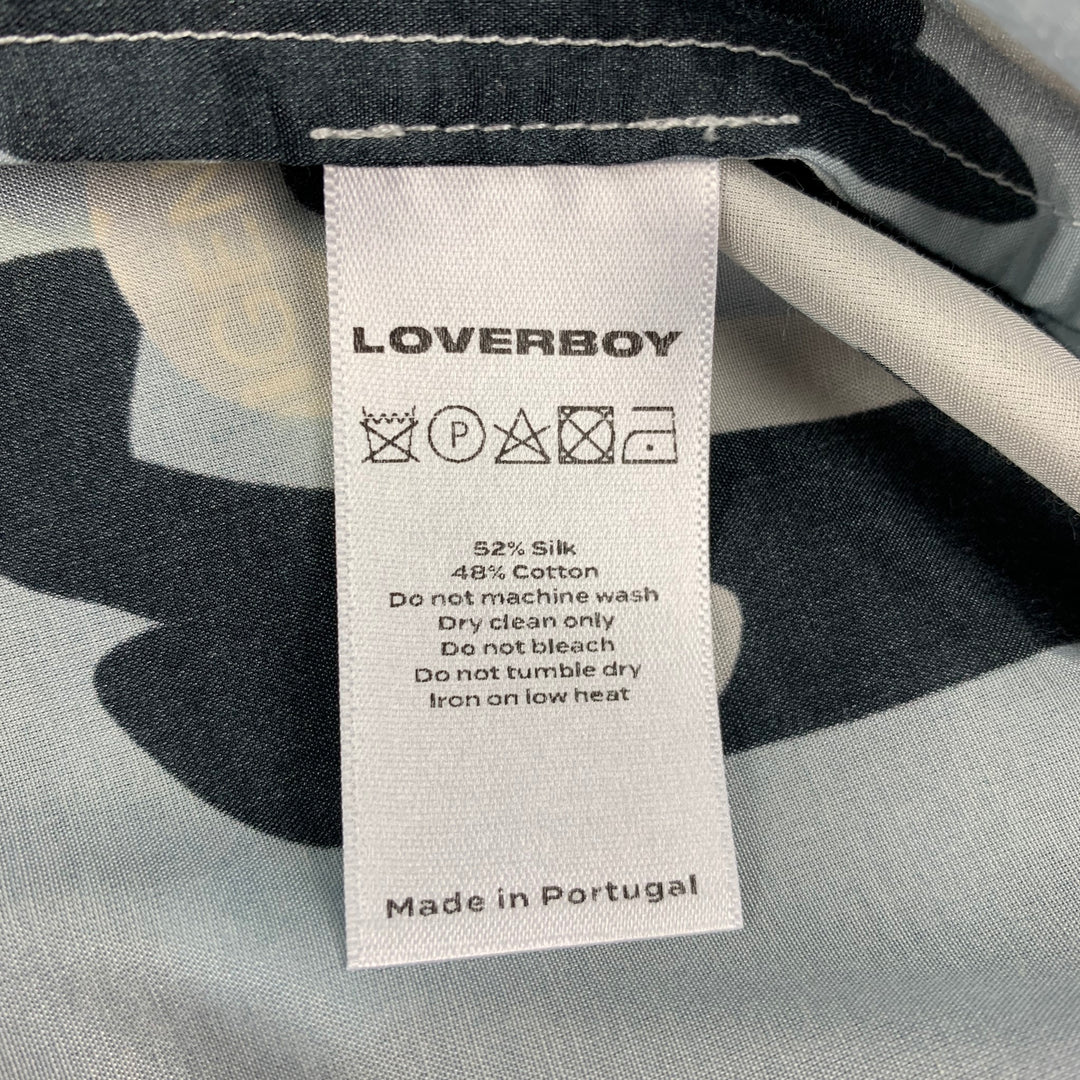 LOVERBOY
P
52% Silk
48% Cotton
Do not machine wash
Dry clean only
Do not bleach
Do not tumble dry
Iron on low heat
Made in Portugal